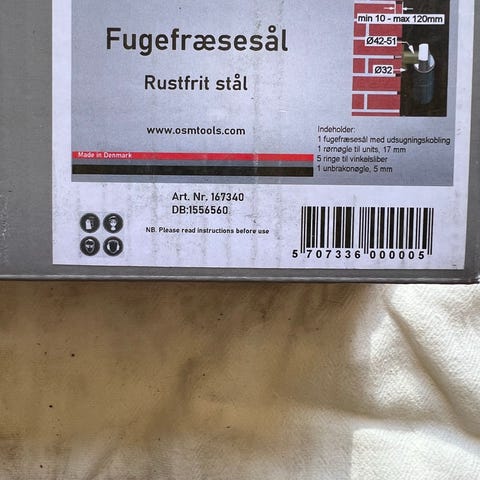 Fugefræsesål
Rustfrit stål
www.osmtools.com
Made in Denmark
min 10 - max 120mm
Ø42-51
Ø32
Indeholder:
1 fugefræsesål med udsugningskobling
1 rørnøgle til units, 17 mm
5 ringe til vinkelsliber
1 unbrakonøgle, 5 mm
Art. Nr. 167340
DB:1556560
NB. Please read instructions before use
5 707336 000005